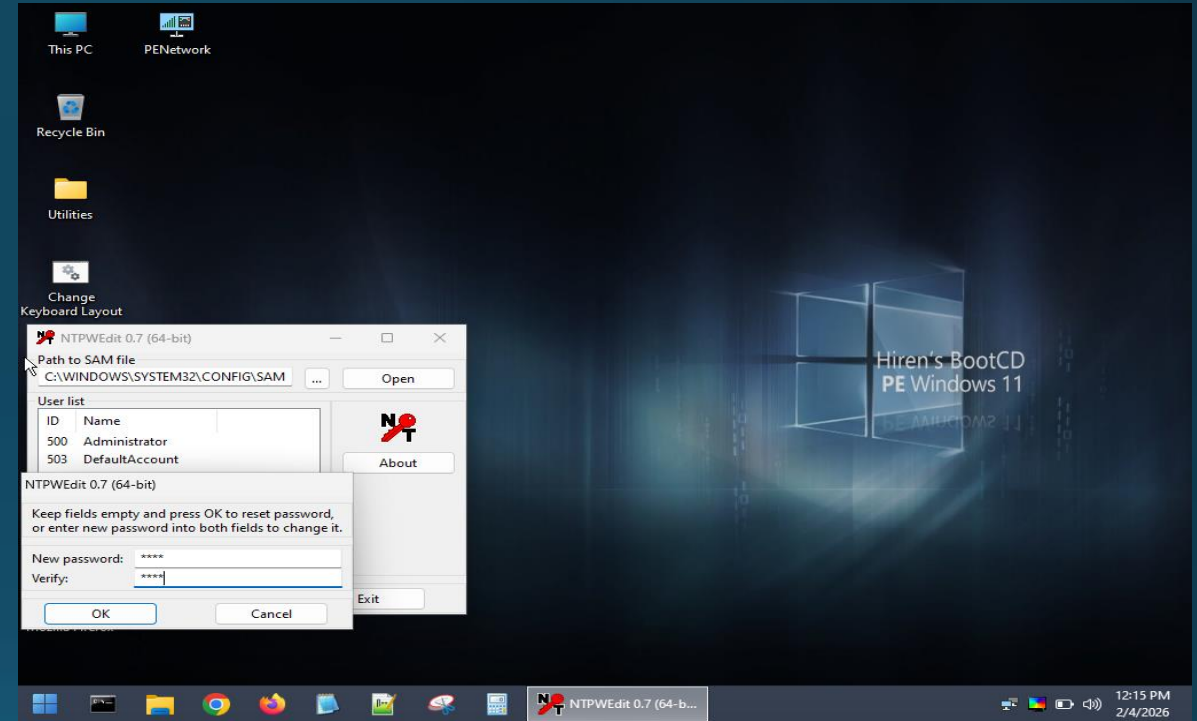 This PC
PENetwork
Recycle Bin
Utilities
Change
Keyboard Layout
NTPWEdit 0.7 (64-bit)
Path to SAM file
C:\WINDOWS\SYSTEM32\CONFIG\SAM
...
Open
User list
ID Name
500 Administrator
503 DefaultAccount
About
NTPWEdit 0.7 (64-bit)
Keep fields empty and press OK to reset password,
or enter new password into both fields to change it.
New password: ****
Verify: ****
OK
Cancel
Exit
Hiren's BootCD
PE Windows 11
NTPWEdit 0.7 (64-b...
12:15 PM
2/4/2026